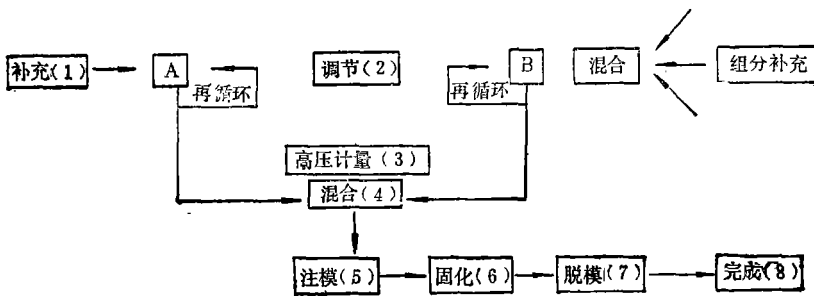 补充(1)
A
调节(2)
B
混合
组分补充
再循环
再循环
高压计量(3)
混合(4)
注模(5)
固化(6)
脱模(7)
完成(8)